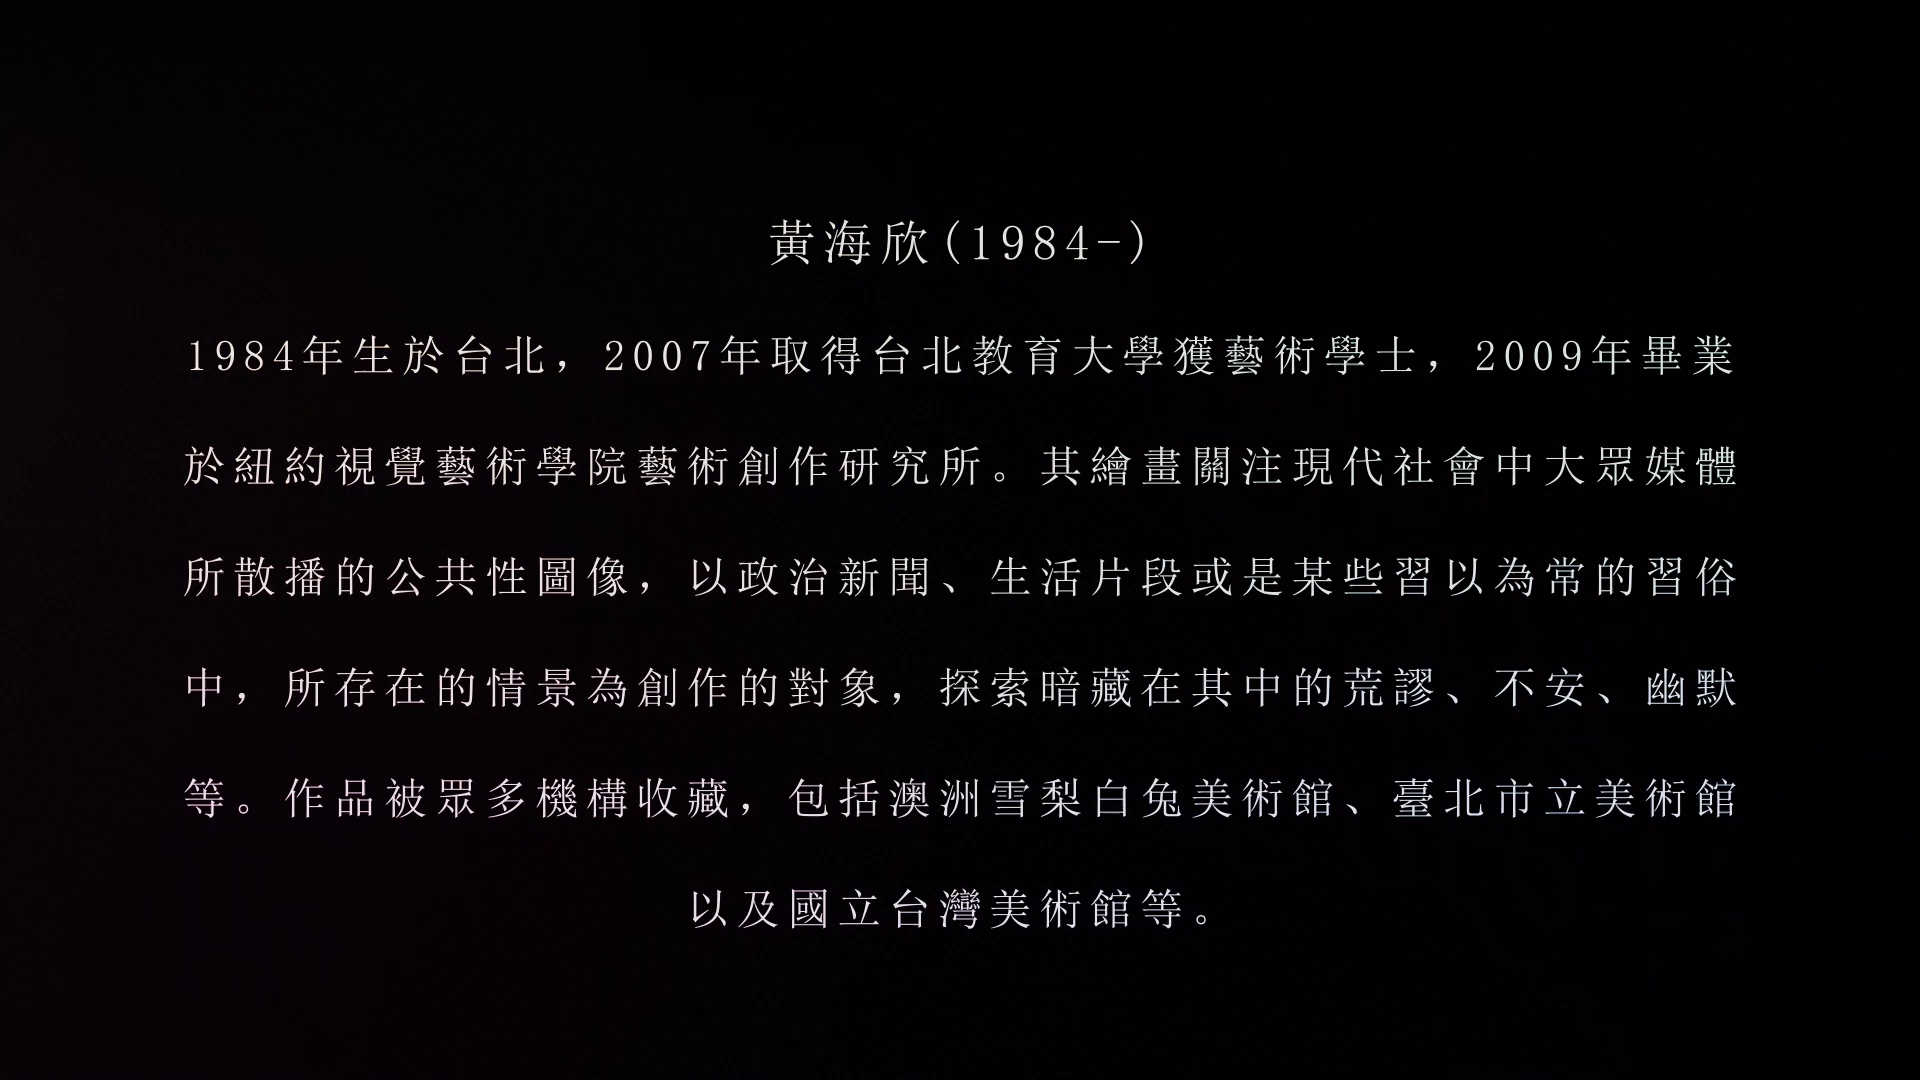 黃海欣(1984-)
1984年生於台北，2007年取得台北教育大學獲藝術學士，2009年畢業
於紐約視覺藝術學院藝術創作研究所。其繪畫關注現代社會中大眾媒體
所散播的公共性圖像，以政治新聞、生活片段或是某些習以為常的習俗
中，所存在的情景為創作的對象，探索暗藏在其中的荒謬、不安、幽默
等。作品被眾多機構收藏，包括澳洲雪梨白兔美術館、臺北市立美術館
以及國立台灣美術館等。